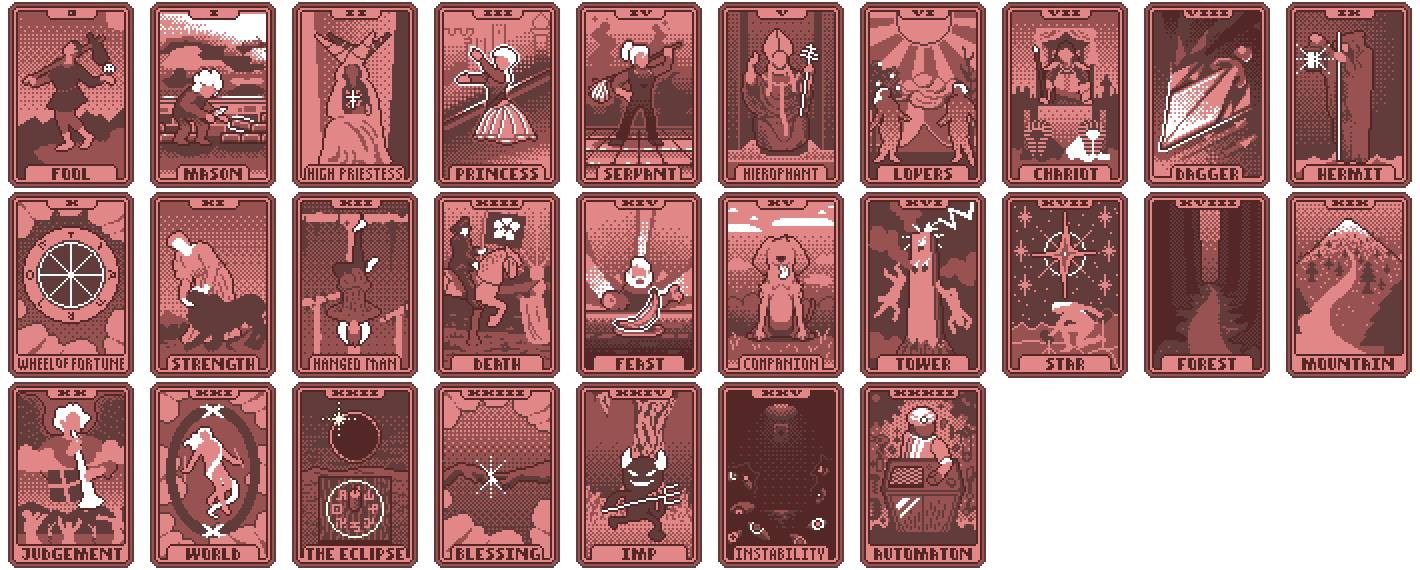 0
FOOL
I
MASON
II
HIGH PRIESTESS
III
PRINCESS
IV
SERVANT
V
HIEROPHANT
VI
LOVERS
VII
CHARIOT
VIII
DAGGER
IX
HERMIT
X
WHEEL OF FORTUNE
XI
STRENGTH
XII
HANGED MAN
XIII
DEATH
XIV
FEAST
XV
COMPANION
XVI
TOWER
XVII
STAR
XVIII
FOREST
XIX
MOUNTAIN
XX
JUDGEMENT
XXI
WORLD
XXII
THE ECLIPSE
XXIII
BLESSING
XXIV
IMP
XXV
INSTABILITY
AUTOMATON